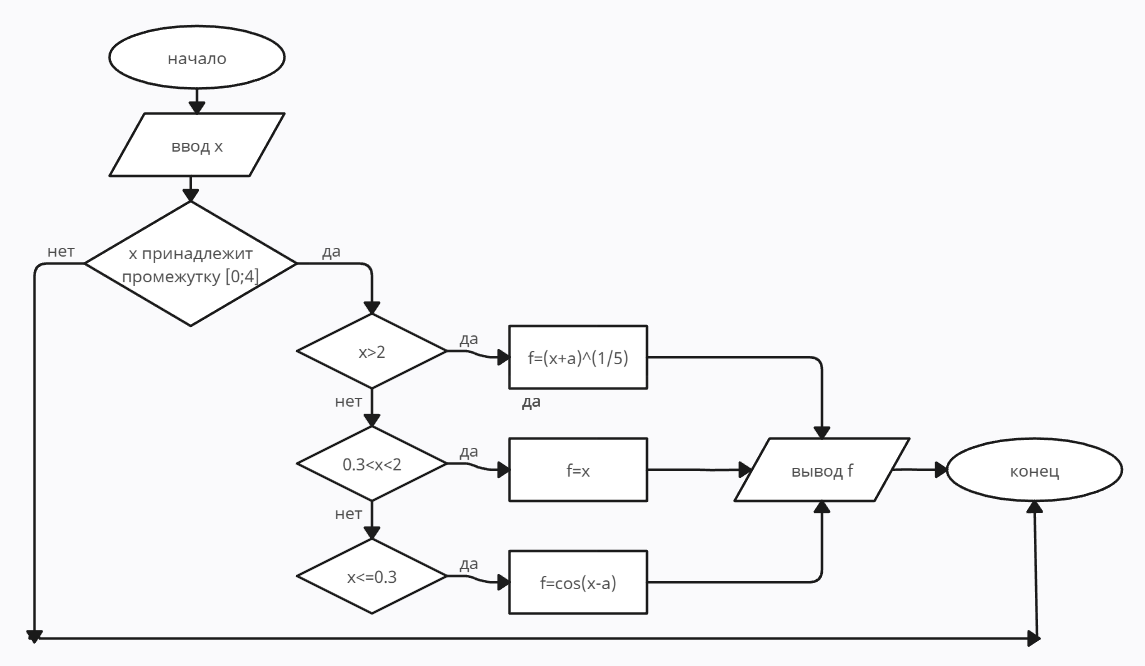 начало
ввод x
нет
x принадлежит
промежутку [0;4]
да
x>2
да
f=(x+a)^(1/5)
нет
да
0.3<x<2
да
f=x
вывод f
конец
нет
x<=0.3
да
f=cos(x-a)